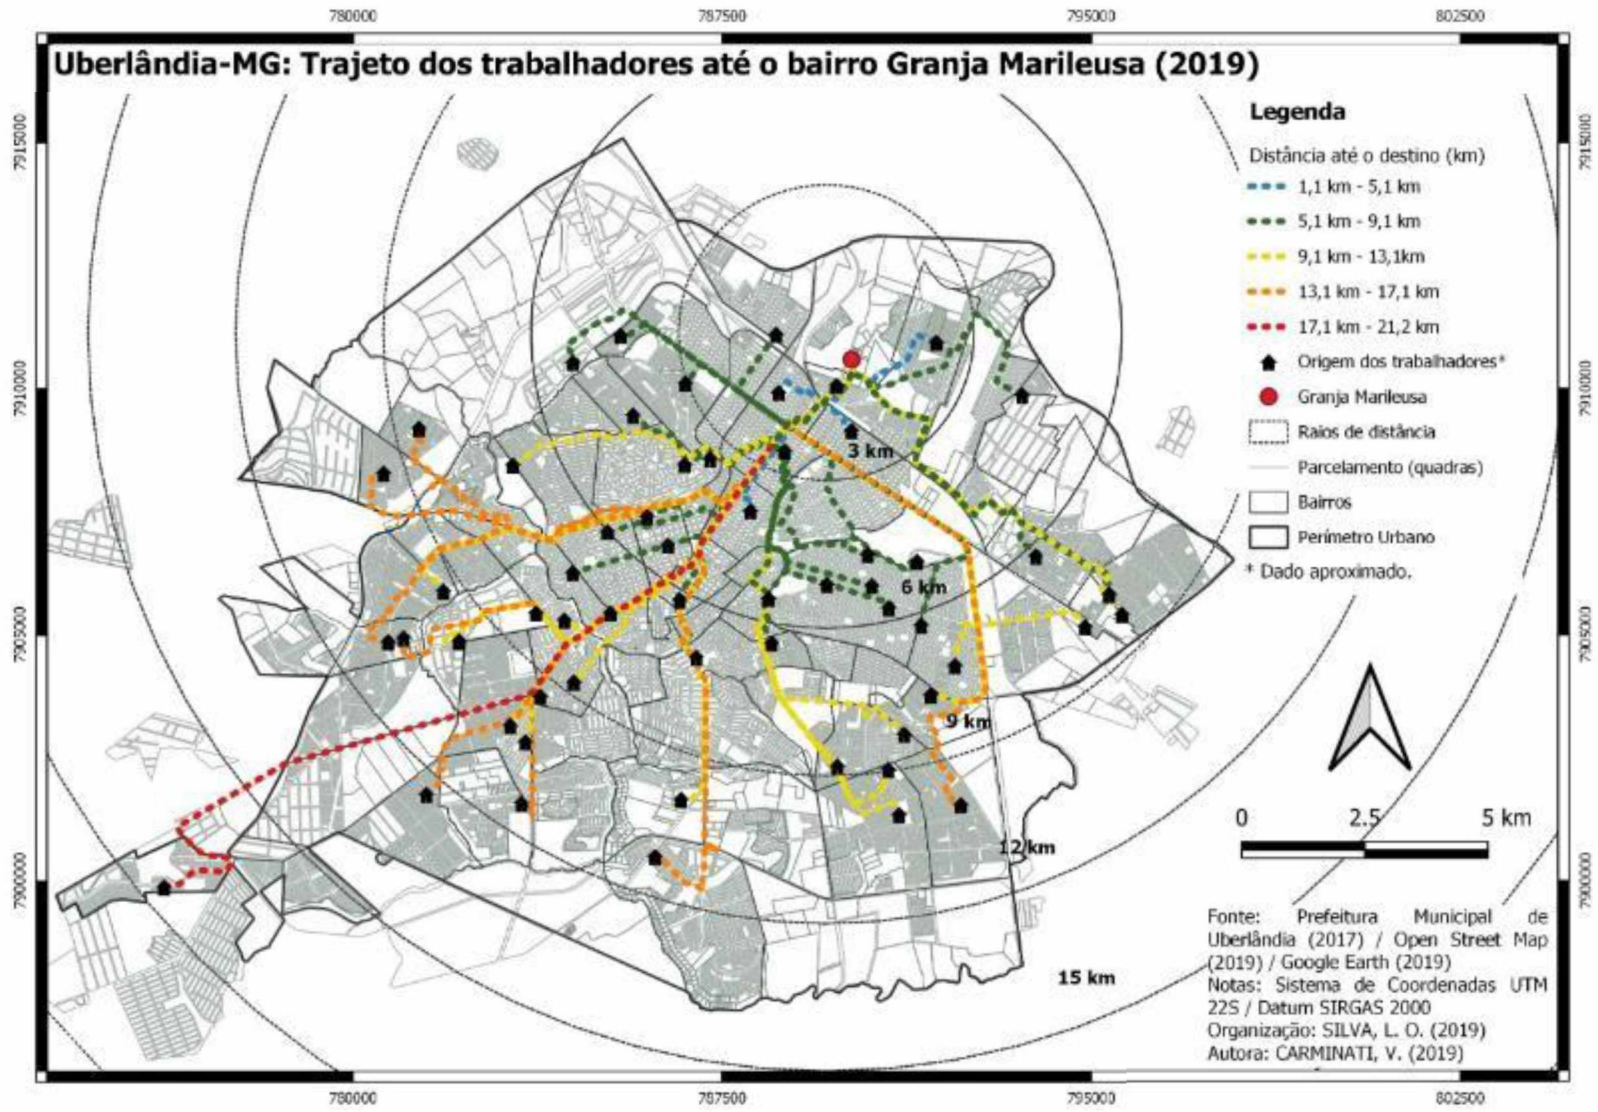 780000
787500
795000
802500
Uberlândia-MG: Trajeto dos trabalhadores até o bairro Granja Marileusa (2019)
7915000
7915000
7910000
7910000
7905000
7905000
7900000
7900000
Legenda
Distância até o destino (km)
1,1 km - 5,1 km
5,1 km - 9,1 km
9,1 km - 13,1km
13,1 km - 17,1 km
17,1 km - 21,2 km
Origem dos trabalhadores*
Granja Marileusa
Raios de distância
Parcelamento (quadras)
Bairros
Perímetro Urbano
* Dado aproximado.
3 km
6 km
9 km
12 km
15 km
0 2.5 5 km
Fonte: Prefeitura Municipal de
Uberlândia (2017) / Open Street Map
(2019) / Google Earth (2019)
Notas: Sistema de Coordenadas UTM
22S / Datum SIRGAS 2000
Organização: SILVA, L. O. (2019)
Autora: CARMINATI, V. (2019)
780000
787500
795000
802500